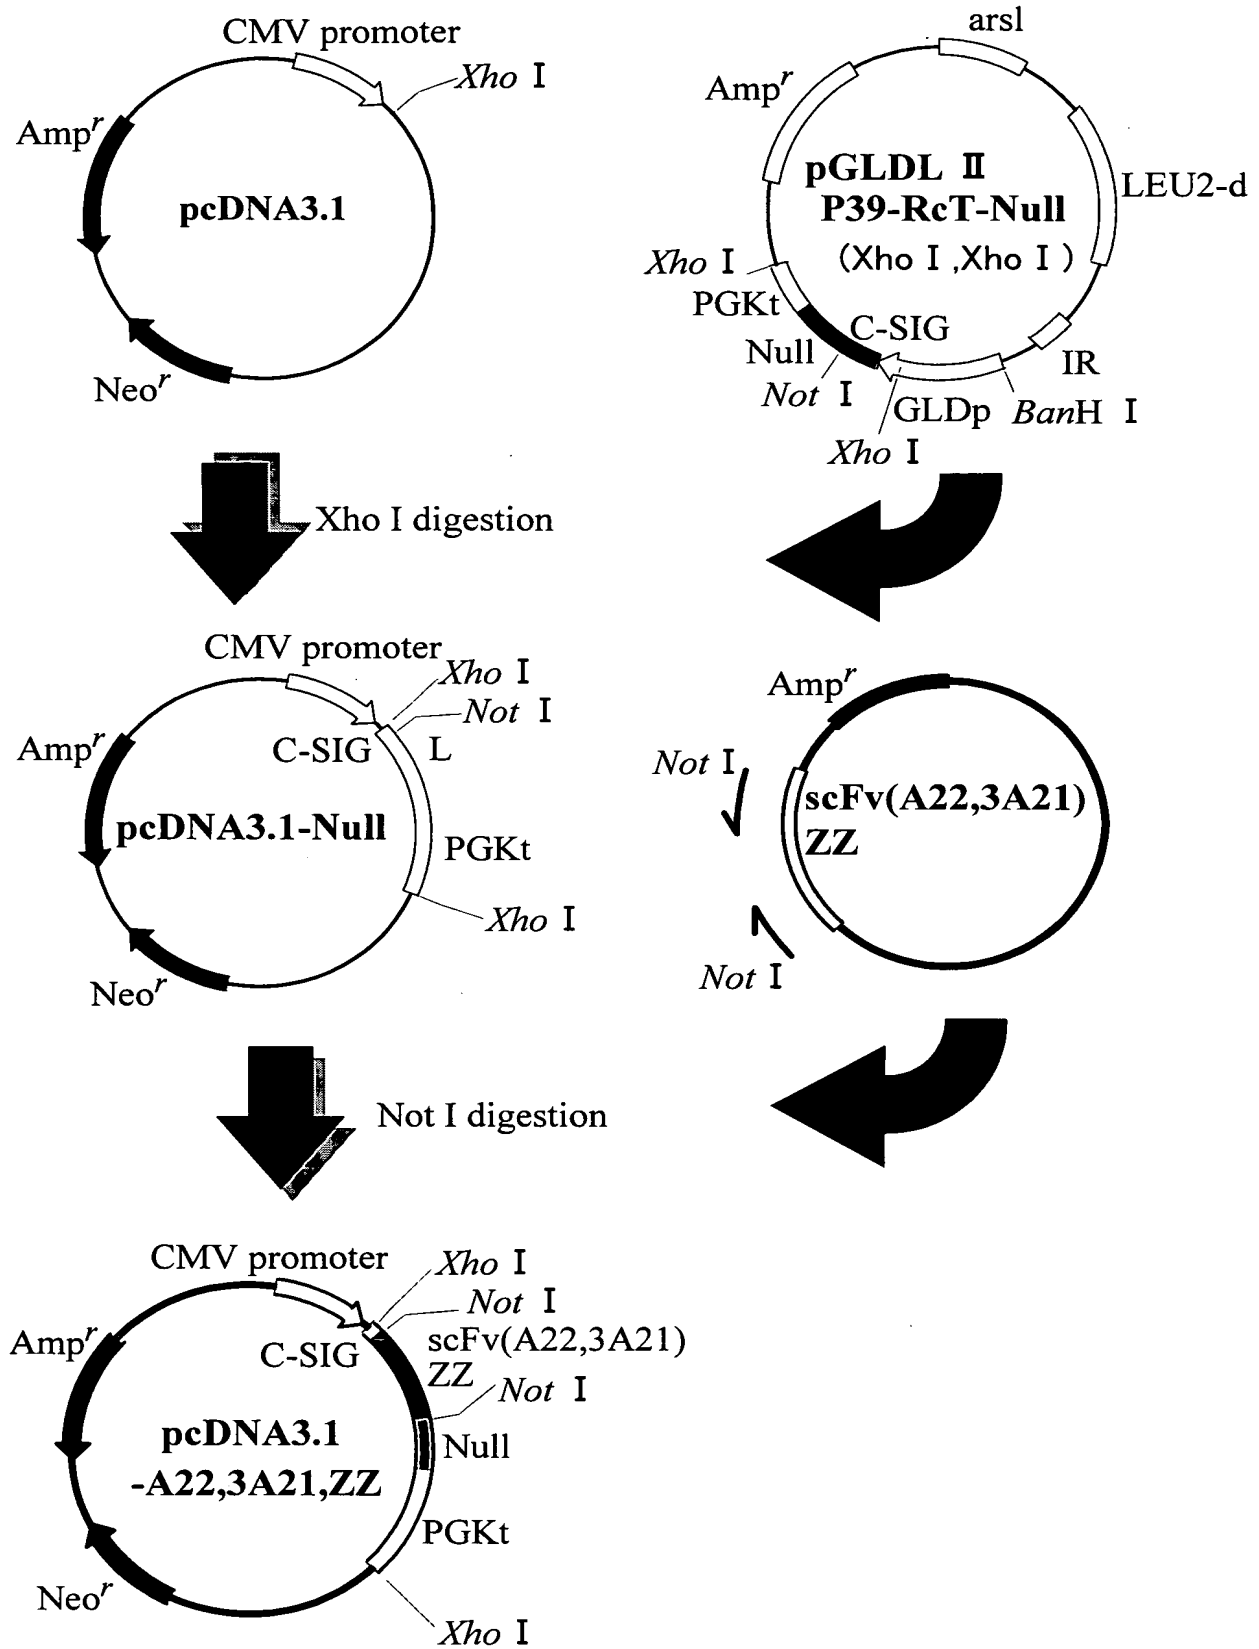 CMV promoter
Xho I
Amp^r
pcDNA3.1
Neo^r
arsl
Amp^r
pGLDL II
P39-RcT-Null
(Xho I ,Xho I )
LEU2-d
Xho I
PGKt
C-SIG
Null
Not I
IR
GLDp
BanH I
Xho I
Xho I digestion
CMV promoter
Xho I
Not I
Amp^r
C-SIG
L
pcDNA3.1-Null
PGKt
Xho I
Neo^r
Amp^r
Not I
scFv(A22,3A21)
ZZ
Not I
Not I digestion
CMV promoter
Xho I
Not I
Amp^r
C-SIG
scFv(A22,3A21)
ZZ
Not I
pcDNA3.1
-A22,3A21,ZZ
Null
PGKt
Neo^r
Xho I